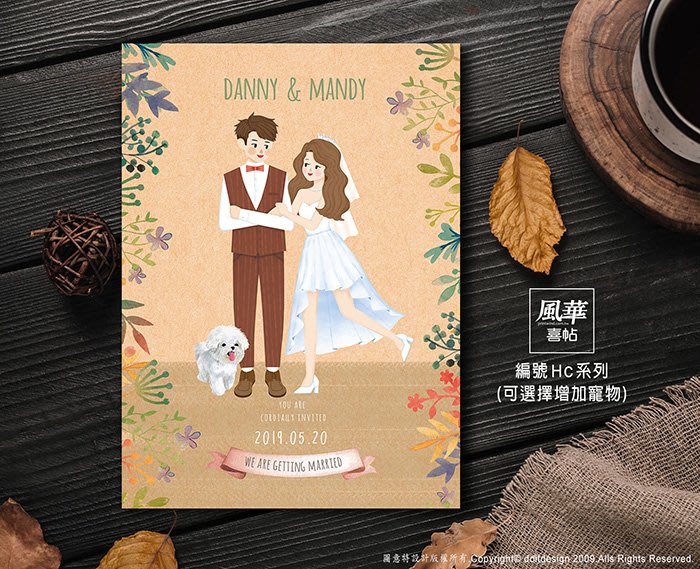 DANNY & MANDY
YOU ARE
CORDIALLY INVITED
2019.05.20
WE ARE GETTING MARRIED
風華
喜帖
編號HC系列
(可選擇增加寵物)
圖意特設計版權所有.Copyright© doitdesign 2009.Alls Rights Reserved.